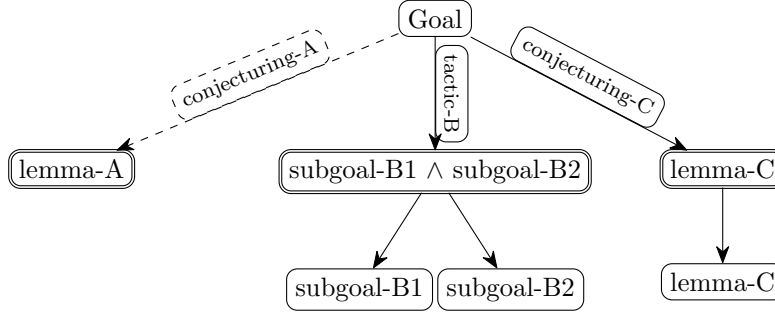 Goal
conjecturing-A
tactic-B
conjecturing-C
lemma-A
subgoal-B1 ∧ subgoal-B2
lemma-C
subgoal-B1
subgoal-B2
lemma-C